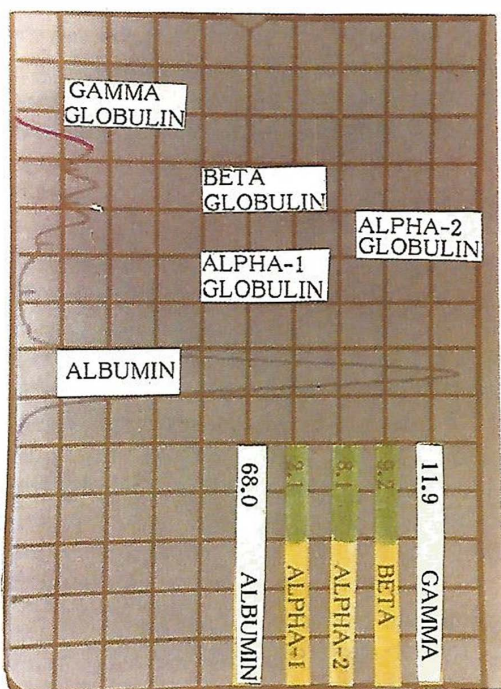 GAMMA
GLOBULIN
BETA
GLOBULIN
ALPHA-2
GLOBULIN
ALPHA-1
GLOBULIN
ALBUMIN
11.9 GAMMA
9.2 BETA
8.1 ALPHA-2
ALPHA-1
68.0 ALBUMIN